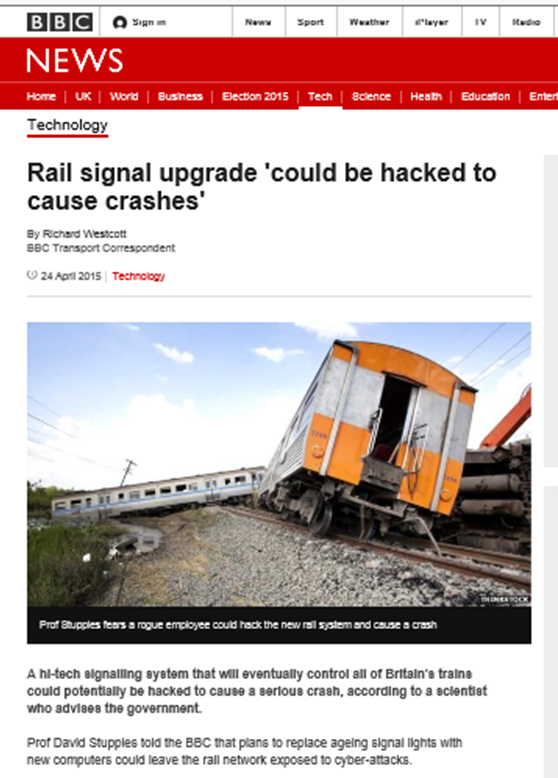 BBC Sign in News Sport Weather iPlayer TV Radio
NEWS
Home UK World Business Election 2015 Tech Science Health Education Entert
Technology
Rail signal upgrade 'could be hacked to
cause crashes'
By Richard Westcott
BBC Transport Correspondent
24 April 2015 Technology
THINKSTOCK
Prof Stupples fears a rogue employee could hack the new rail system and cause a crash
A hi-tech signalling system that will eventually control all of Britain's trains
could potentially be hacked to cause a serious crash, according to a scientist
who advises the government.
Prof David Stupples told the BBC that plans to replace ageing signal lights with
new computers could leave the rail network exposed to cyber-attacks.